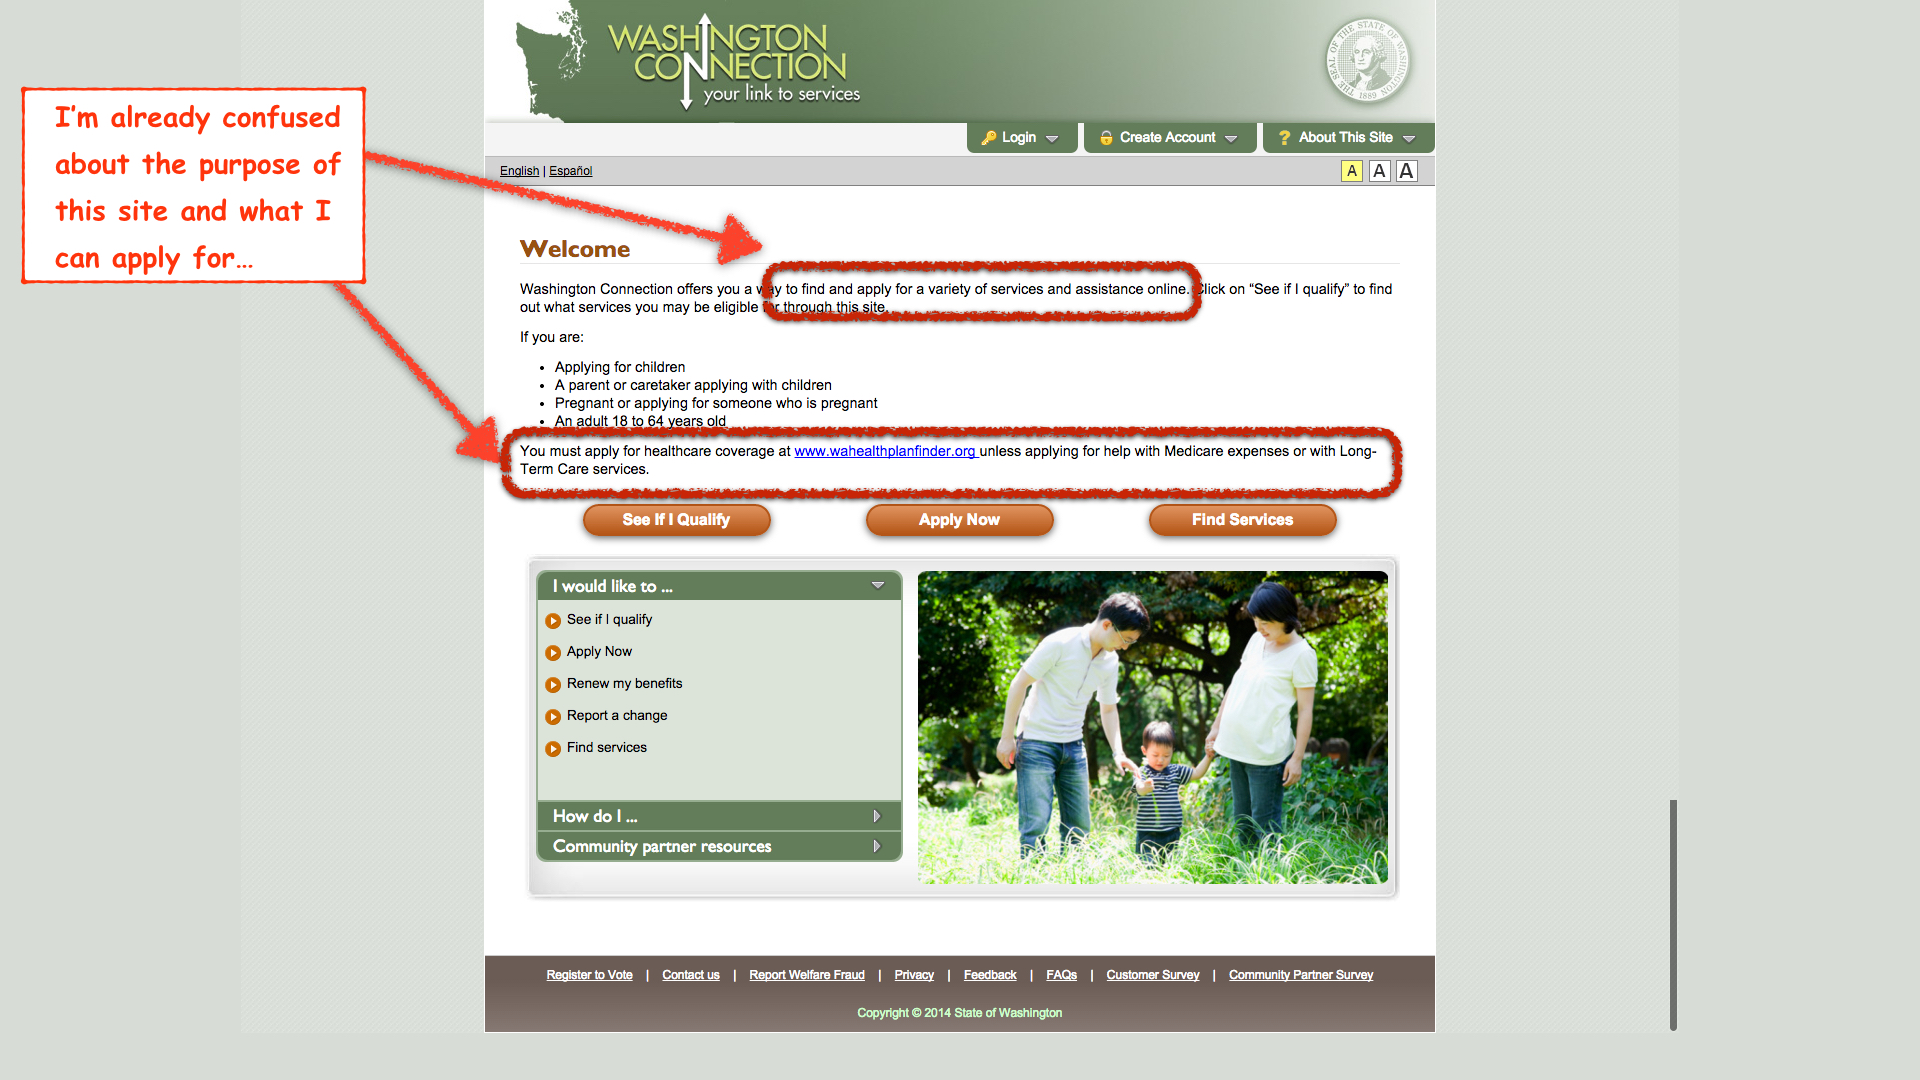 WASHINGTON
CONNECTION
your link to services
THE SEAL OF THE STATE OF WASHINGTON
1889
I'm already confused
about the purpose of
this site and what I
can apply for...
Login
Create Account
? About This Site
English | Español
A A A
Welcome
Washington Connection offers you a way to find and apply for a variety of services and assistance online. Click on “See if I qualify” to find
out what services you may be eligible for through this site.
If you are:
• Applying for children
• A parent or caretaker applying with children
• Pregnant or applying for someone who is pregnant
• An adult 18 to 64 years old
You must apply for healthcare coverage at www.wahealthplanfinder.org unless applying for help with Medicare expenses or with Long-
Term Care services.
See If I Qualify
Apply Now
Find Services
I would like to ...
See if I qualify
Apply Now
Renew my benefits
Report a change
Find services
How do I ...
Community partner resources
Register to Vote | Contact us | Report Welfare Fraud | Privacy | Feedback | FAQs | Customer Survey | Community Partner Survey
Copyright © 2014 State of Washington